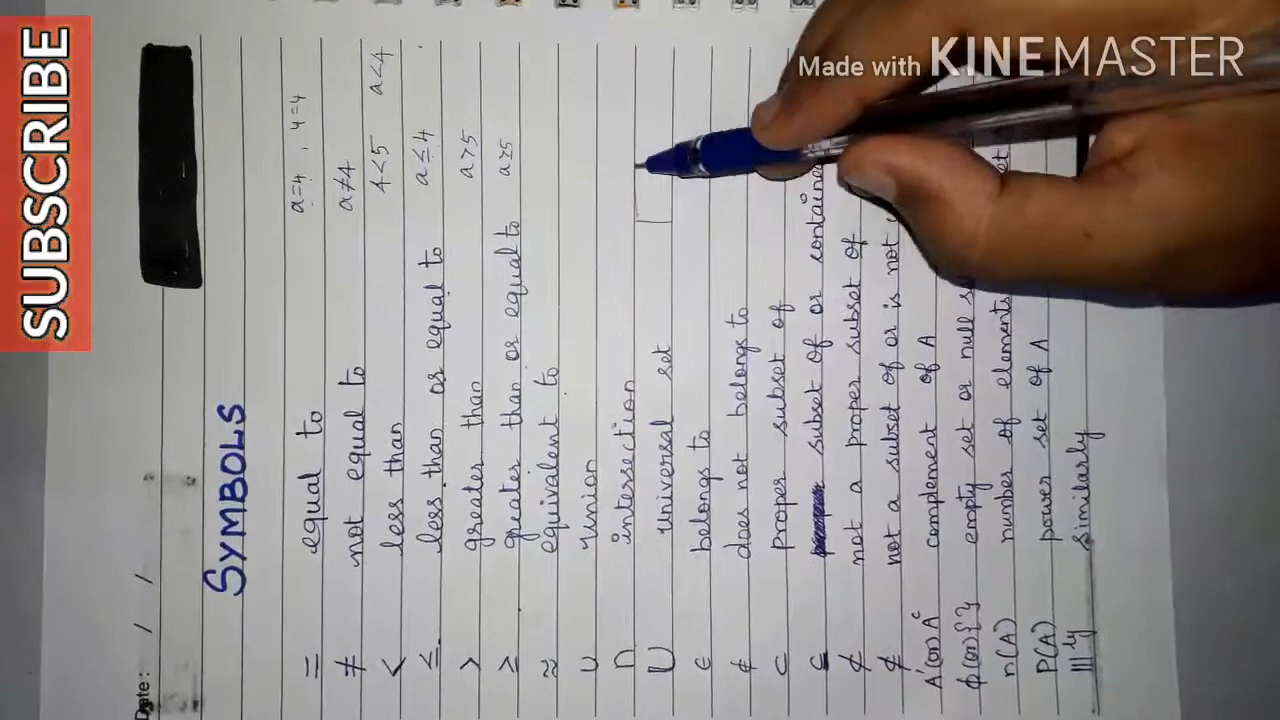 SUBSCRIBE
Made with KINEMASTER
Date: / /
SYMBOLS
= equal to a=4, 4=4
≠ not equal to a≠4
< less than 4<5 a<4
≤ less than or equal to a≤4
> greater than a>5
≥ greater than or equal to a≥5
≈ equivalent to
∪ union
∩ intersection
U universal set
∈ belongs to
∉ does not belongs to
⊂ proper subset of
⊆ subset of or contained
⊄ not a proper subset of
⊈ not a subset of or is not
A'(or)Aᶜ complement of A
ϕ(or){ } empty set or null
n(A) number of elements
P(A) power set of A
|||ly similarly